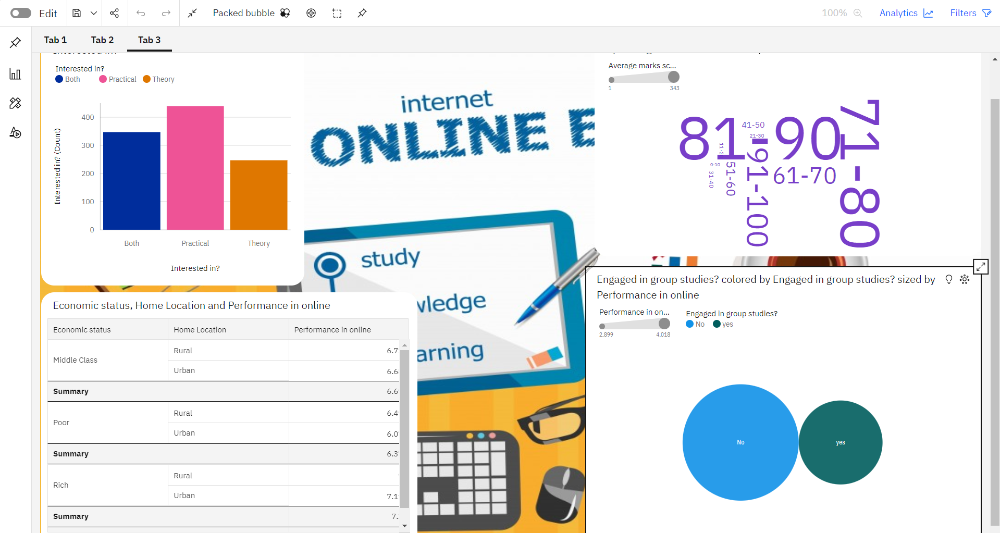 Edit
Packed bubble
100%
Analytics
Filters
Tab 1
Tab 2
Tab 3
Interested in?
Interested in?
Both
Practical
Theory
400
300
200
100
0
Interested in? (Count)
Both
Practical
Theory
Interested in?
internet
ONLINE E
study
wledge
arning
Average marks sc...
1
343
81-90
71-80
41-50
21-30
11-2
0-10
31-40
51-60
91-100
61-70
Economic status, Home Location and Performance in online
Economic status
Home Location
Performance in online
Middle Class
Rural
6.7
Urban
6.6
Summary
6.6
Poor
Rural
6.4
Urban
6.0
Summary
6.3
Rich
Rural
Urban
7.1
Summary
7.
Engaged in group studies? colored by Engaged in group studies? sized by
Performance in online
Performance in on...
2,899
4,018
Engaged in group studies?
No
yes
No
yes